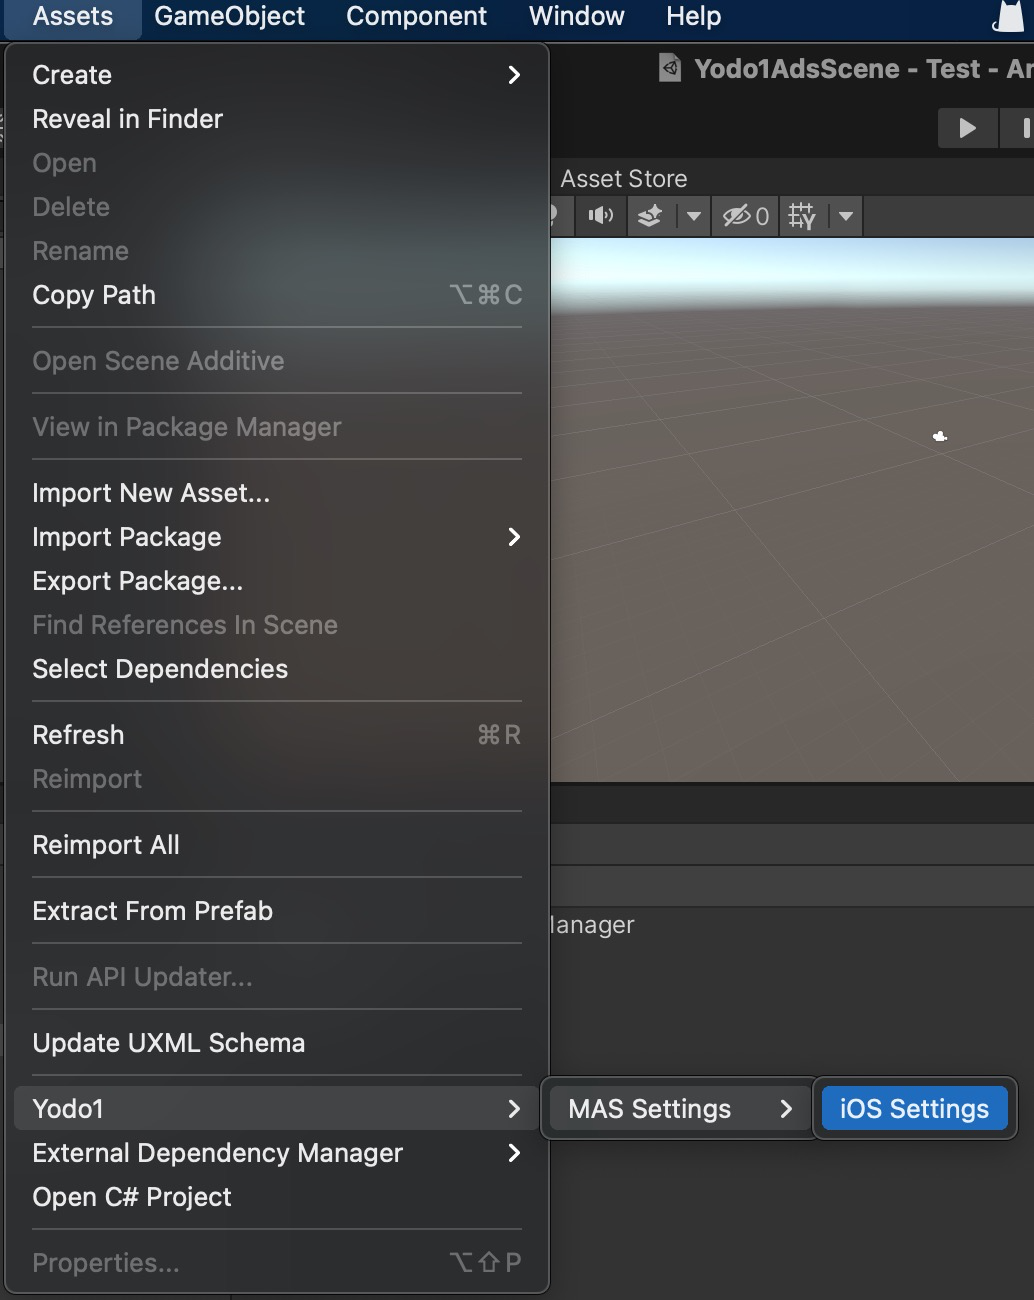 Assets GameObject Component Window Help
Yodo1AdsScene - Test - A
Create
Reveal in Finder
Open
Delete
Rename
Copy Path ⌥⌘C
Open Scene Additive
View in Package Manager
Import New Asset...
Import Package
Export Package...
Find References In Scene
Select Dependencies
Refresh ⌘R
Reimport
Reimport All
Extract From Prefab
Run API Updater...
Update UXML Schema
Yodo1
External Dependency Manager
Open C# Project
Properties... ⌥⇧P
Asset Store
0
anager
MAS Settings
iOS Settings